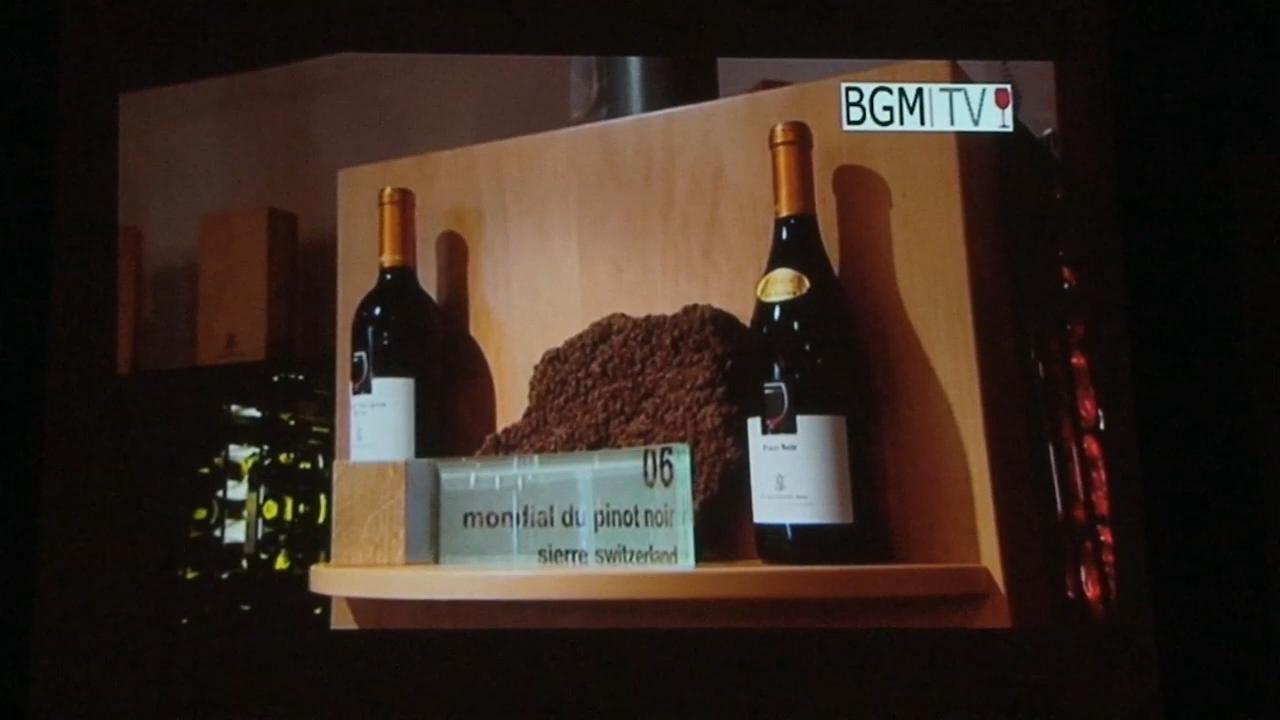 BGM|TV
06
mondial du pinot noir
sierre switzerland
Pinot Noir